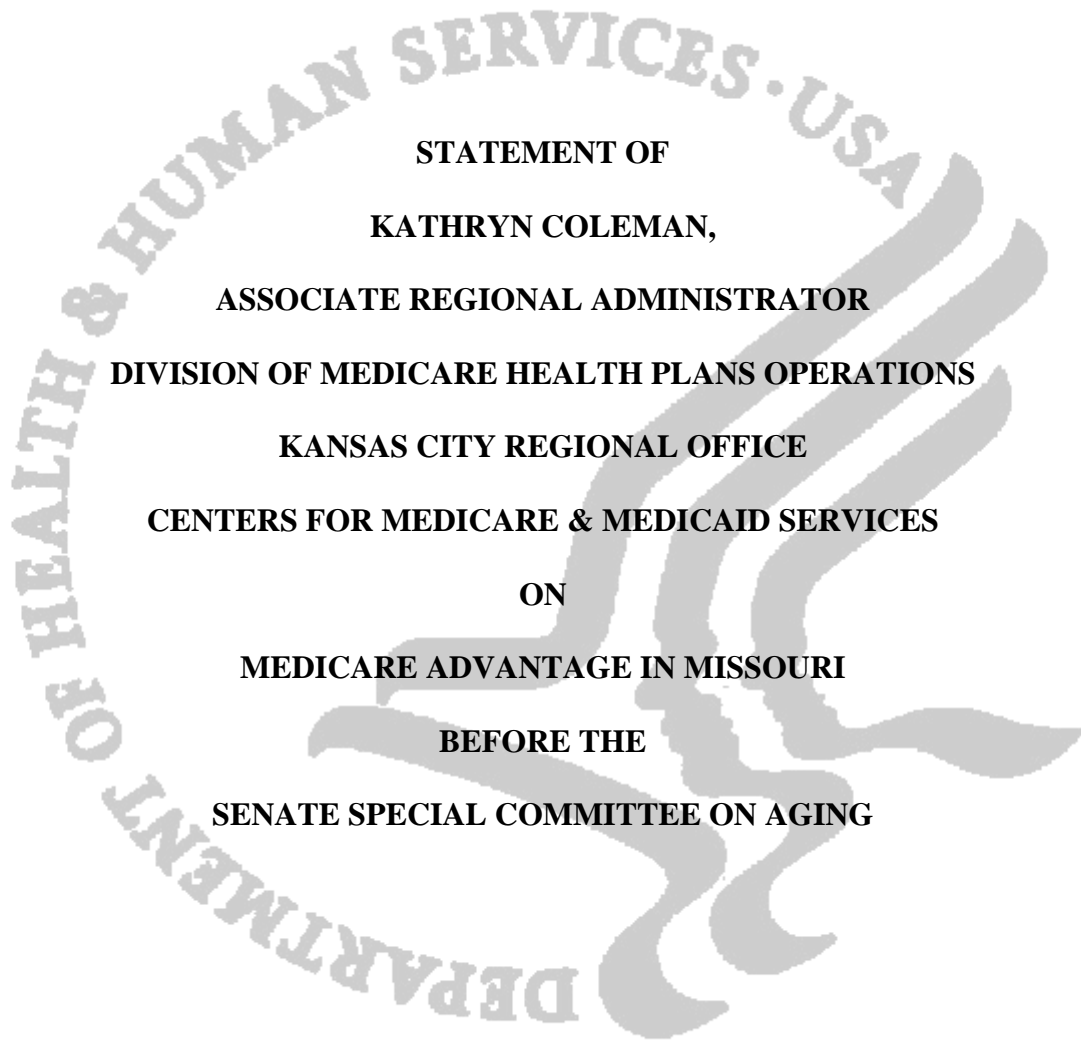 DEPARTMENT OF HEALTH & HUMAN SERVICES · USA
STATEMENT OF
KATHRYN COLEMAN,
ASSOCIATE REGIONAL ADMINISTRATOR
DIVISION OF MEDICARE HEALTH PLANS OPERATIONS
KANSAS CITY REGIONAL OFFICE
CENTERS FOR MEDICARE & MEDICAID SERVICES
ON
MEDICARE ADVANTAGE IN MISSOURI
BEFORE THE
SENATE SPECIAL COMMITTEE ON AGING